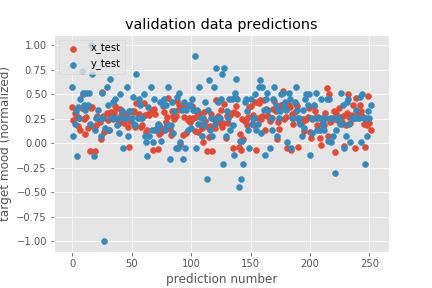 validation data predictions
1.00
0.75
0.50
0.25
0.00
−0.25
−0.50
−0.75
−1.00
target mood (normalized)
x_test
y_test
0 50 100 150 200 250
prediction number